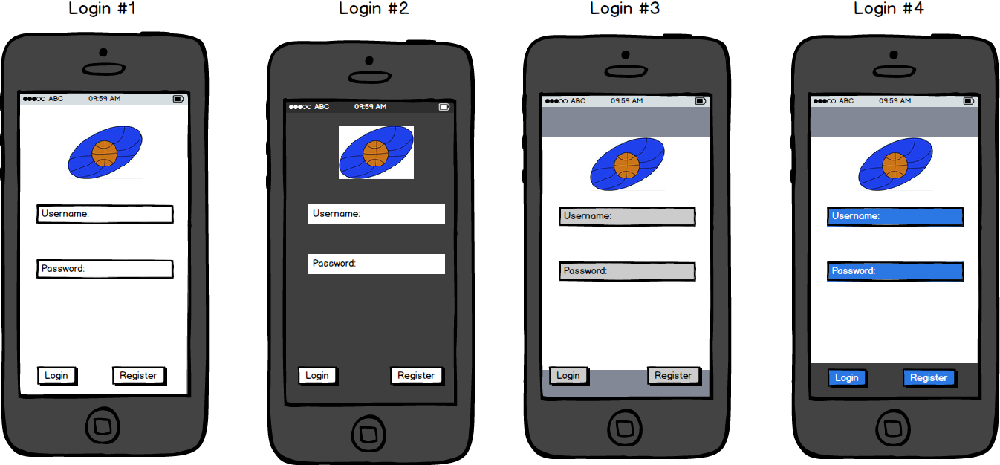 Login #1
ABC 09:59 AM
Username:
Password:
Login Register
Login #2
ABC 09:59 AM
Username:
Password:
Login Register
Login #3
ABC 09:59 AM
Username:
Password:
Login Register
Login #4
ABC 09:59 AM
Username:
Password:
Login Register